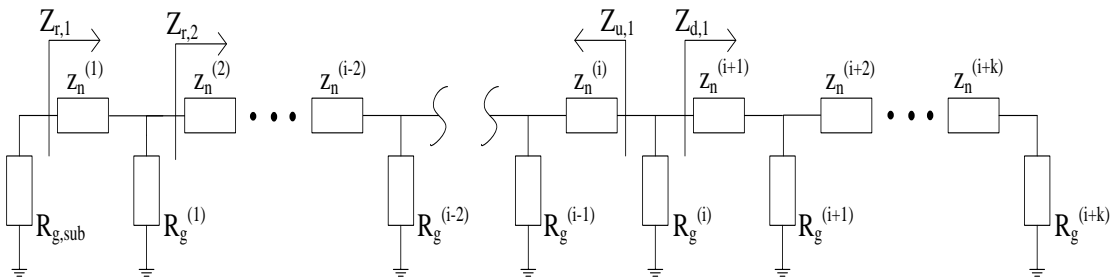 Z_{r,1} Z_{r,2} Z_{u,1} Z_{d,1}
z_n^{(1)} z_n^{(2)} z_n^{(i-2)} z_n^{(i)} z_n^{(i+1)} z_n^{(i+2)} z_n^{(i+k)}
R_{g,sub} R_g^{(1)} R_g^{(i-2)} R_g^{(i-1)} R_g^{(i)} R_g^{(i+1)} R_g^{(i+k)}